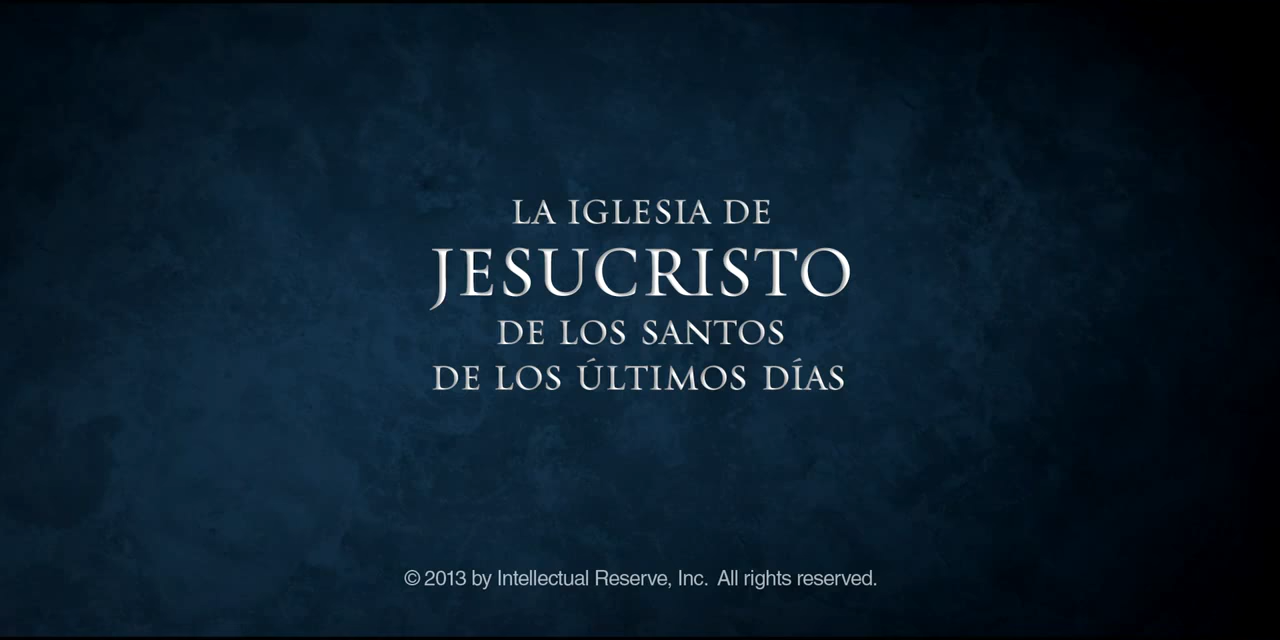 LA IGLESIA DE
JESUCRISTO
DE LOS SANTOS
DE LOS ÚLTIMOS DÍAS
© 2013 by Intellectual Reserve, Inc. All rights reserved.